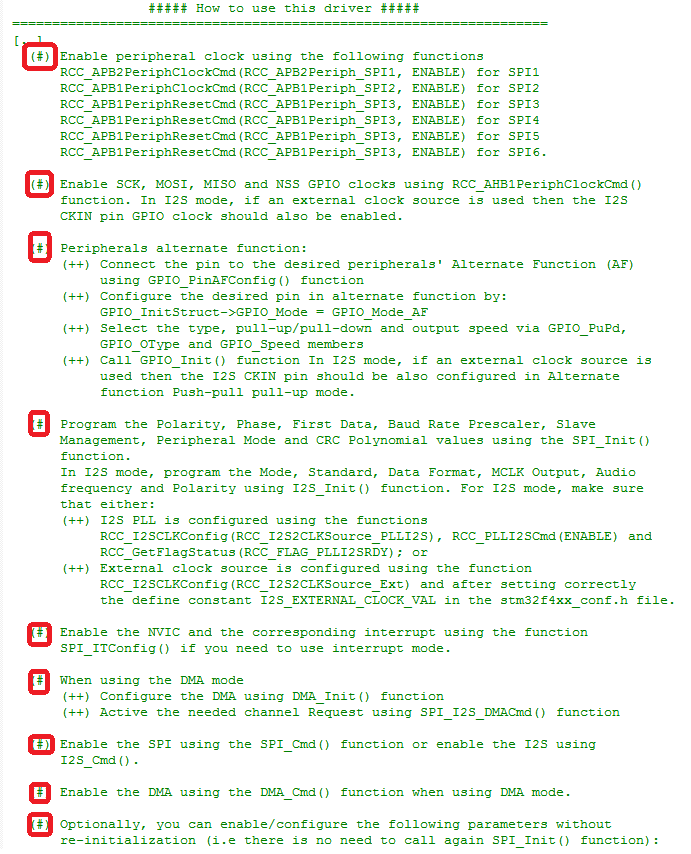 ##### How to use this driver #####
===================================================================
[..]
(#) Enable peripheral clock using the following functions
RCC_APB2PeriphClockCmd(RCC_APB2Periph_SPI1, ENABLE) for SPI1
RCC_APB1PeriphClockCmd(RCC_APB1Periph_SPI2, ENABLE) for SPI2
RCC_APB1PeriphResetCmd(RCC_APB1Periph_SPI3, ENABLE) for SPI3
RCC_APB1PeriphResetCmd(RCC_APB1Periph_SPI3, ENABLE) for SPI4
RCC_APB1PeriphResetCmd(RCC_APB1Periph_SPI3, ENABLE) for SPI5
RCC_APB1PeriphResetCmd(RCC_APB1Periph_SPI3, ENABLE) for SPI6.
(#) Enable SCK, MOSI, MISO and NSS GPIO clocks using RCC_AHB1PeriphClockCmd()
function. In I2S mode, if an external clock source is used then the I2S
CKIN pin GPIO clock should also be enabled.
(#) Peripherals alternate function:
(++) Connect the pin to the desired peripherals' Alternate Function (AF)
using GPIO_PinAFConfig() function
(++) Configure the desired pin in alternate function by:
GPIO_InitStruct->GPIO_Mode = GPIO_Mode_AF
(++) Select the type, pull-up/pull-down and output speed via GPIO_PuPd,
GPIO_OType and GPIO_Speed members
(++) Call GPIO_Init() function In I2S mode, if an external clock source is
used then the I2S CKIN pin should be also configured in Alternate
function Push-pull pull-up mode.
(#) Program the Polarity, Phase, First Data, Baud Rate Prescaler, Slave
Management, Peripheral Mode and CRC Polynomial values using the SPI_Init()
function.
In I2S mode, program the Mode, Standard, Data Format, MCLK Output, Audio
frequency and Polarity using I2S_Init() function. For I2S mode, make sure
that either:
(++) I2S PLL is configured using the functions
RCC_I2SCLKConfig(RCC_I2S2CLKSource_PLLI2S), RCC_PLLI2SCmd(ENABLE) and
RCC_GetFlagStatus(RCC_FLAG_PLLI2SRDY); or
(++) External clock source is configured using the function
RCC_I2SCLKConfig(RCC_I2S2CLKSource_Ext) and after setting correctly
the define constant I2S_EXTERNAL_CLOCK_VAL in the stm32f4xx_conf.h file.
(#) Enable the NVIC and the corresponding interrupt using the function
SPI_ITConfig() if you need to use interrupt mode.
(#) When using the DMA mode
(++) Configure the DMA using DMA_Init() function
(++) Active the needed channel Request using SPI_I2S_DMACmd() function
(#) Enable the SPI using the SPI_Cmd() function or enable the I2S using
I2S_Cmd().
(#) Enable the DMA using the DMA_Cmd() function when using DMA mode.
(#) Optionally, you can enable/configure the following parameters without
re-initialization (i.e there is no need to call again SPI_Init() function):